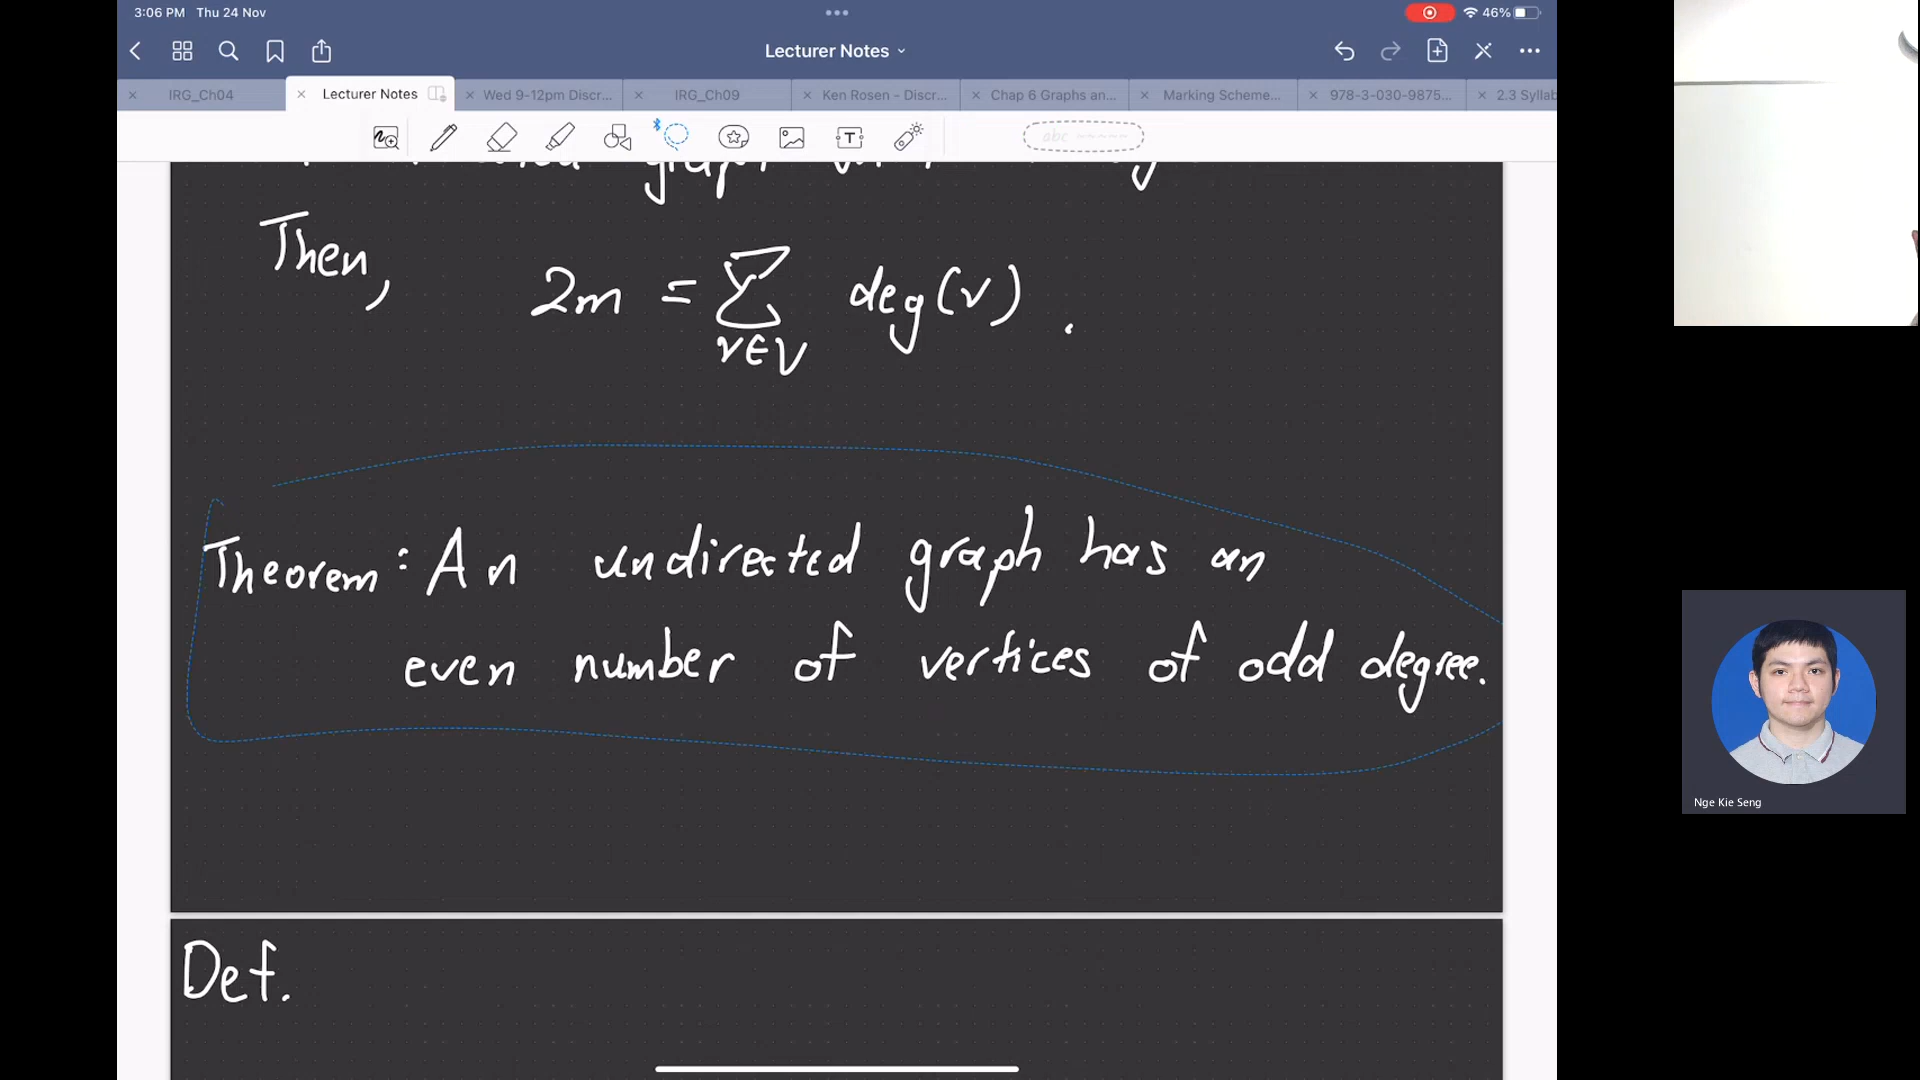 3:06 PM Thu 24 Nov
46%
Lecturer Notes
IRG_Ch04
Lecturer Notes
Wed 9-12pm Discr...
IRG_Ch09
Ken Rosen – Discr...
Chap 6 Graphs an...
Marking Scheme...
978-3-030-9875...
2.3 Syllab
abc
graph
Then,
2m = Σ deg(v).
v∈V
Theorem: An undirected graph has an
even number of vertices of odd degree.
Def.
Nge Kie Seng